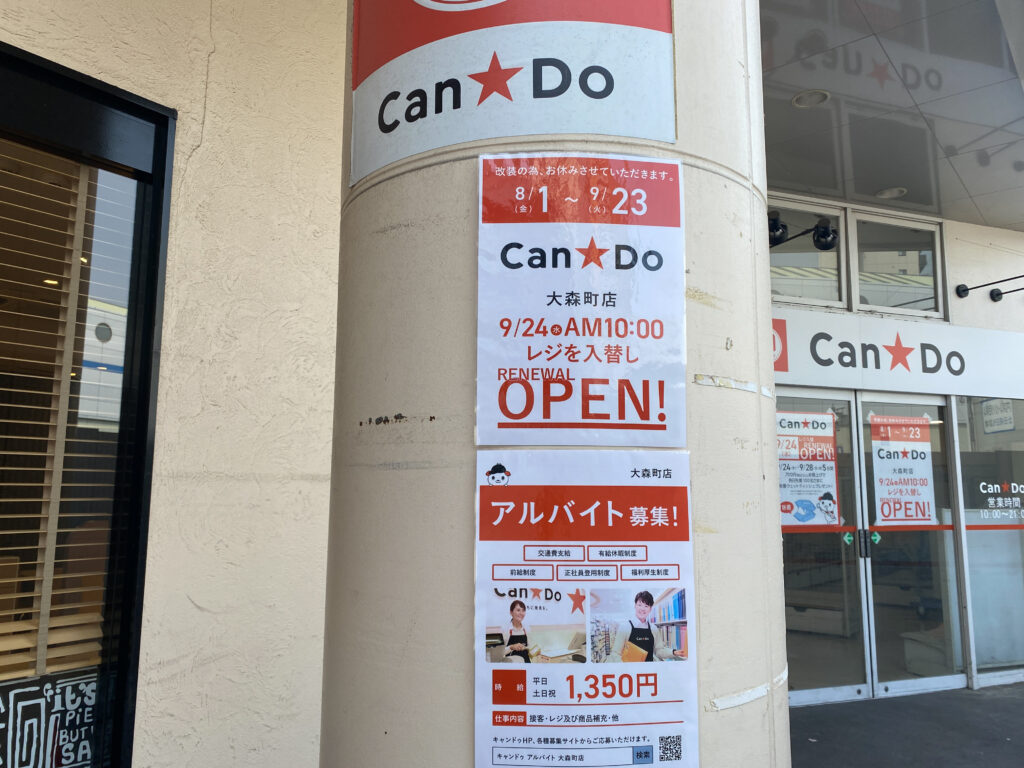 Can★Do
改装の為、お休みさせていただきます。
8/1(金) ~ 9/23(火)
Can★Do
大森町店
9/24(水)AM10:00
レジを入替し
RENEWAL
OPEN!
大森町店
アルバイト募集!
交通費支給 有給休暇制度
前給制度 正社員登用制度 福利厚生制度
Can★Do
時給 平日 土日祝 1,350円
仕事内容 接客・レジ及び商品補充・他
キャンドゥHP、各種募集サイトからご応募いただけます。
キャンドゥ アルバイト 大森町店 検索
Can★Do
Can★Do
9/24
RENEWAL
OPEN!
8/1~9/23
Can★Do
大森町店
9/24(水)AM10:00
レジを入替し
RENEWAL
OPEN!
Can★Do
営業時間
10:00~21:0
"it's
PiE
BUT!
SA